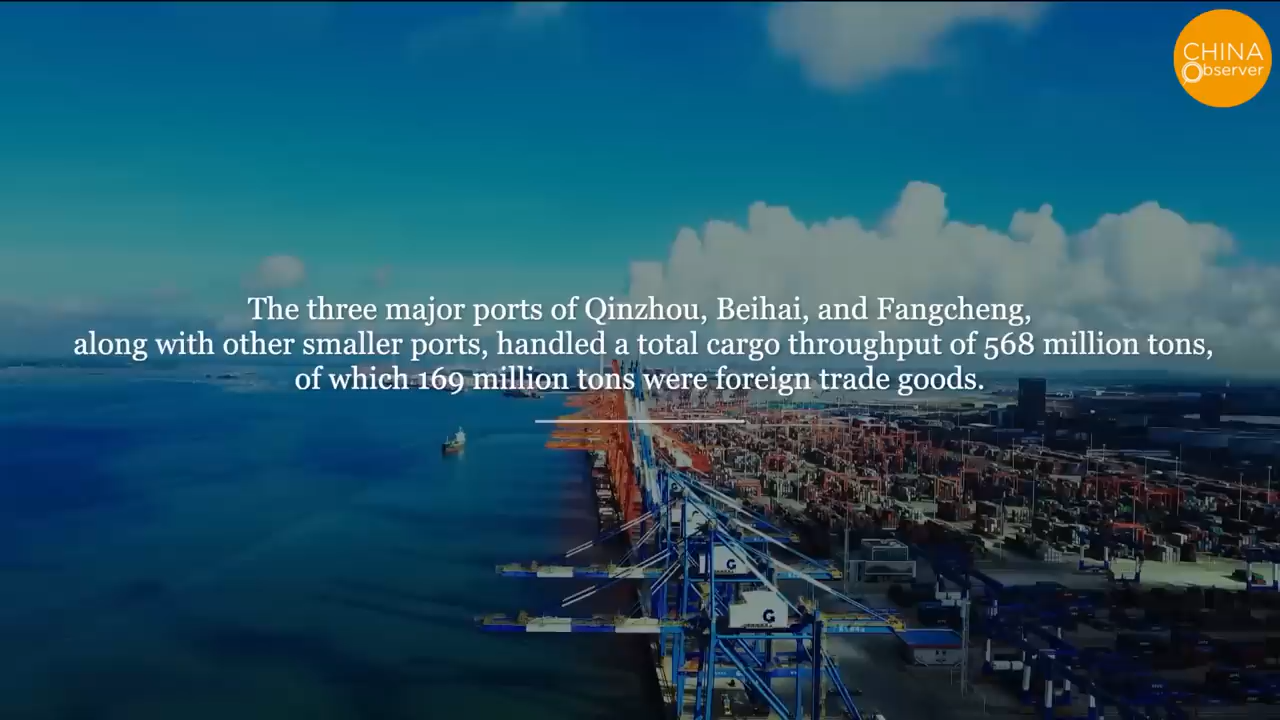 CHINA
Observer
The three major ports of Qinzhou, Beihai, and Fangcheng,
along with other smaller ports, handled a total cargo throughput of 568 million tons,
of which 169 million tons were foreign trade goods.
G
G